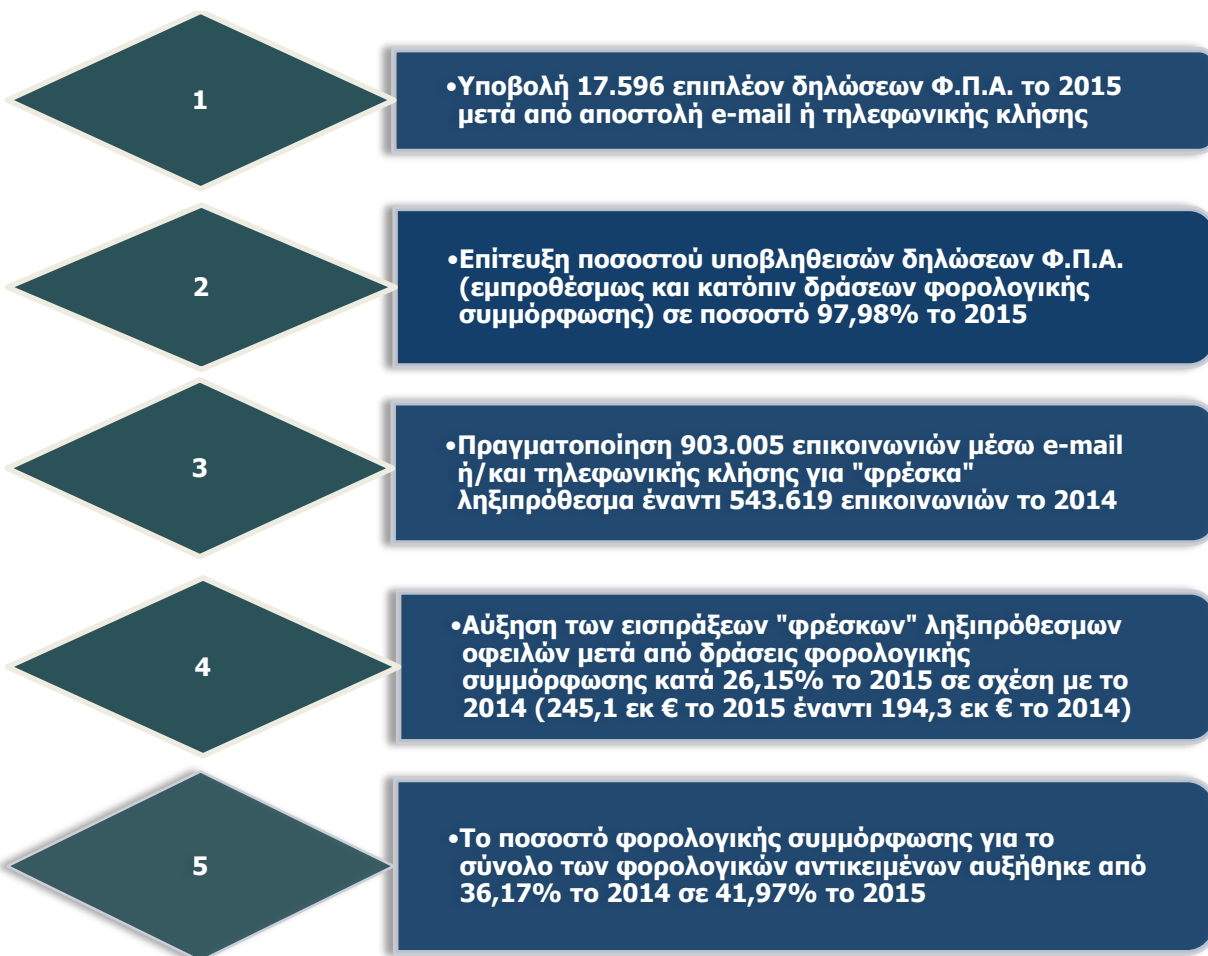 1
•Υποβολή 17.596 επιπλέον δηλώσεων Φ.Π.Α. το 2015
μετά από αποστολή e-mail ή τηλεφωνικής κλήσης
2
•Επίτευξη ποσοστού υποβληθεισών δηλώσεων Φ.Π.Α.
(εμπροθέσμως και κατόπιν δράσεων φορολογικής
συμμόρφωσης) σε ποσοστό 97,98% το 2015
3
•Πραγματοποίηση 903.005 επικοινωνιών μέσω e-mail
ή/και τηλεφωνικής κλήσης για "φρέσκα"
ληξιπρόθεσμα έναντι 543.619 επικοινωνιών το 2014
4
•Αύξηση των εισπράξεων "φρέσκων" ληξιπρόθεσμων
οφειλών μετά από δράσεις φορολογικής
συμμόρφωσης κατά 26,15% το 2015 σε σχέση με το
2014 (245,1 εκ € το 2015 έναντι 194,3 εκ € το 2014)
5
•Το ποσοστό φορολογικής συμμόρφωσης για το
σύνολο των φορολογικών αντικειμένων αυξήθηκε από
36,17% το 2014 σε 41,97% το 2015